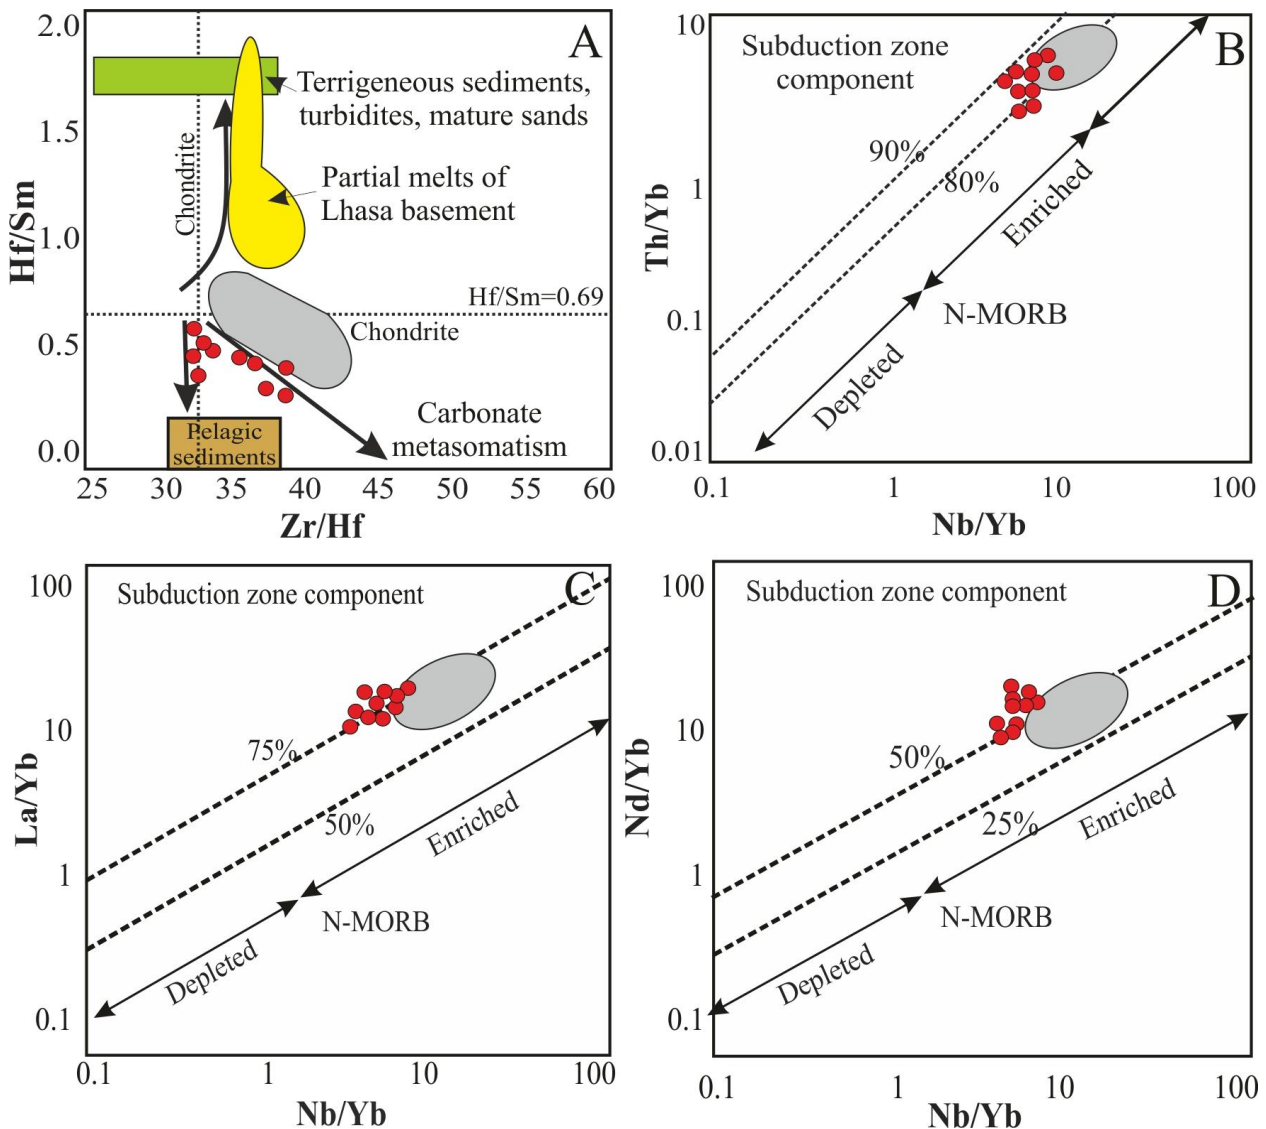 A
2.0
1.5
1.0
0.5
0.0
Hf/Sm
Terrigeneous sediments,
turbidites, mature sands
Chondrite
Partial melts of
Lhasa basement
Hf/Sm=0.69
Chondrite
Carbonate
metasomatism
Pelagic
sediments
25 30 35 40 45 50 55 60
Zr/Hf
B
10
1
0.1
0.01
Th/Yb
Subduction zone
component
90%
80%
Enriched
N-MORB
Depleted
0.1 1 10 100
Nb/Yb
C
100
10
1
0.1
La/Yb
Subduction zone component
75%
50%
Enriched
N-MORB
Depleted
0.1 1 10 100
Nb/Yb
D
100
10
1
0.1
Nd/Yb
Subduction zone component
50%
25%
Enriched
N-MORB
Depleted
0.1 1 10 100
Nb/Yb